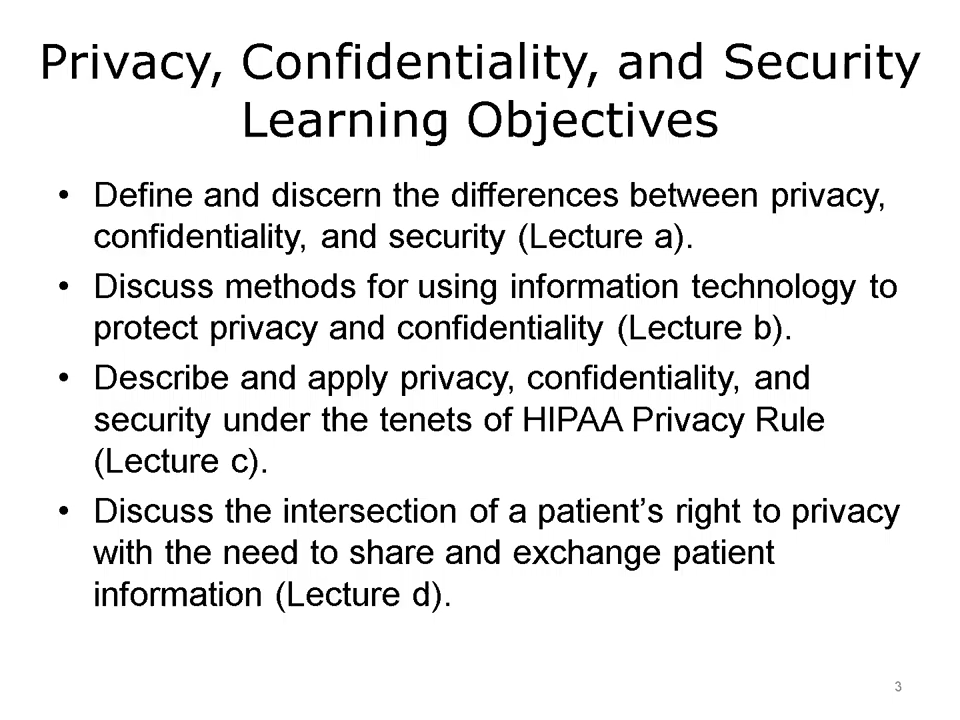 Privacy, Confidentiality, and Security
Learning Objectives
• Define and discern the differences between privacy,
confidentiality, and security (Lecture a).
• Discuss methods for using information technology to
protect privacy and confidentiality (Lecture b).
• Describe and apply privacy, confidentiality, and
security under the tenets of HIPAA Privacy Rule
(Lecture c).
• Discuss the intersection of a patient’s right to privacy
with the need to share and exchange patient
information (Lecture d).
3